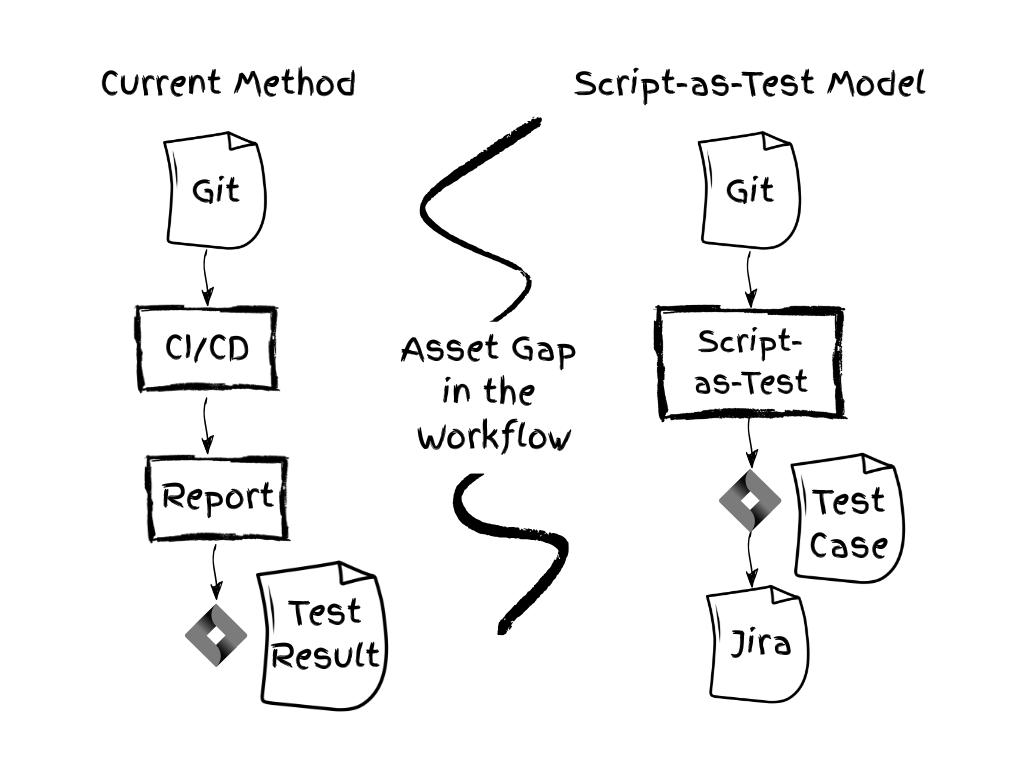 Current Method
Git
CI/CD
Report
Test
Result
Asset Gap
in the
Workflow
Script-as-Test Model
Git
Script-
as-Test
Test
Case
Jira